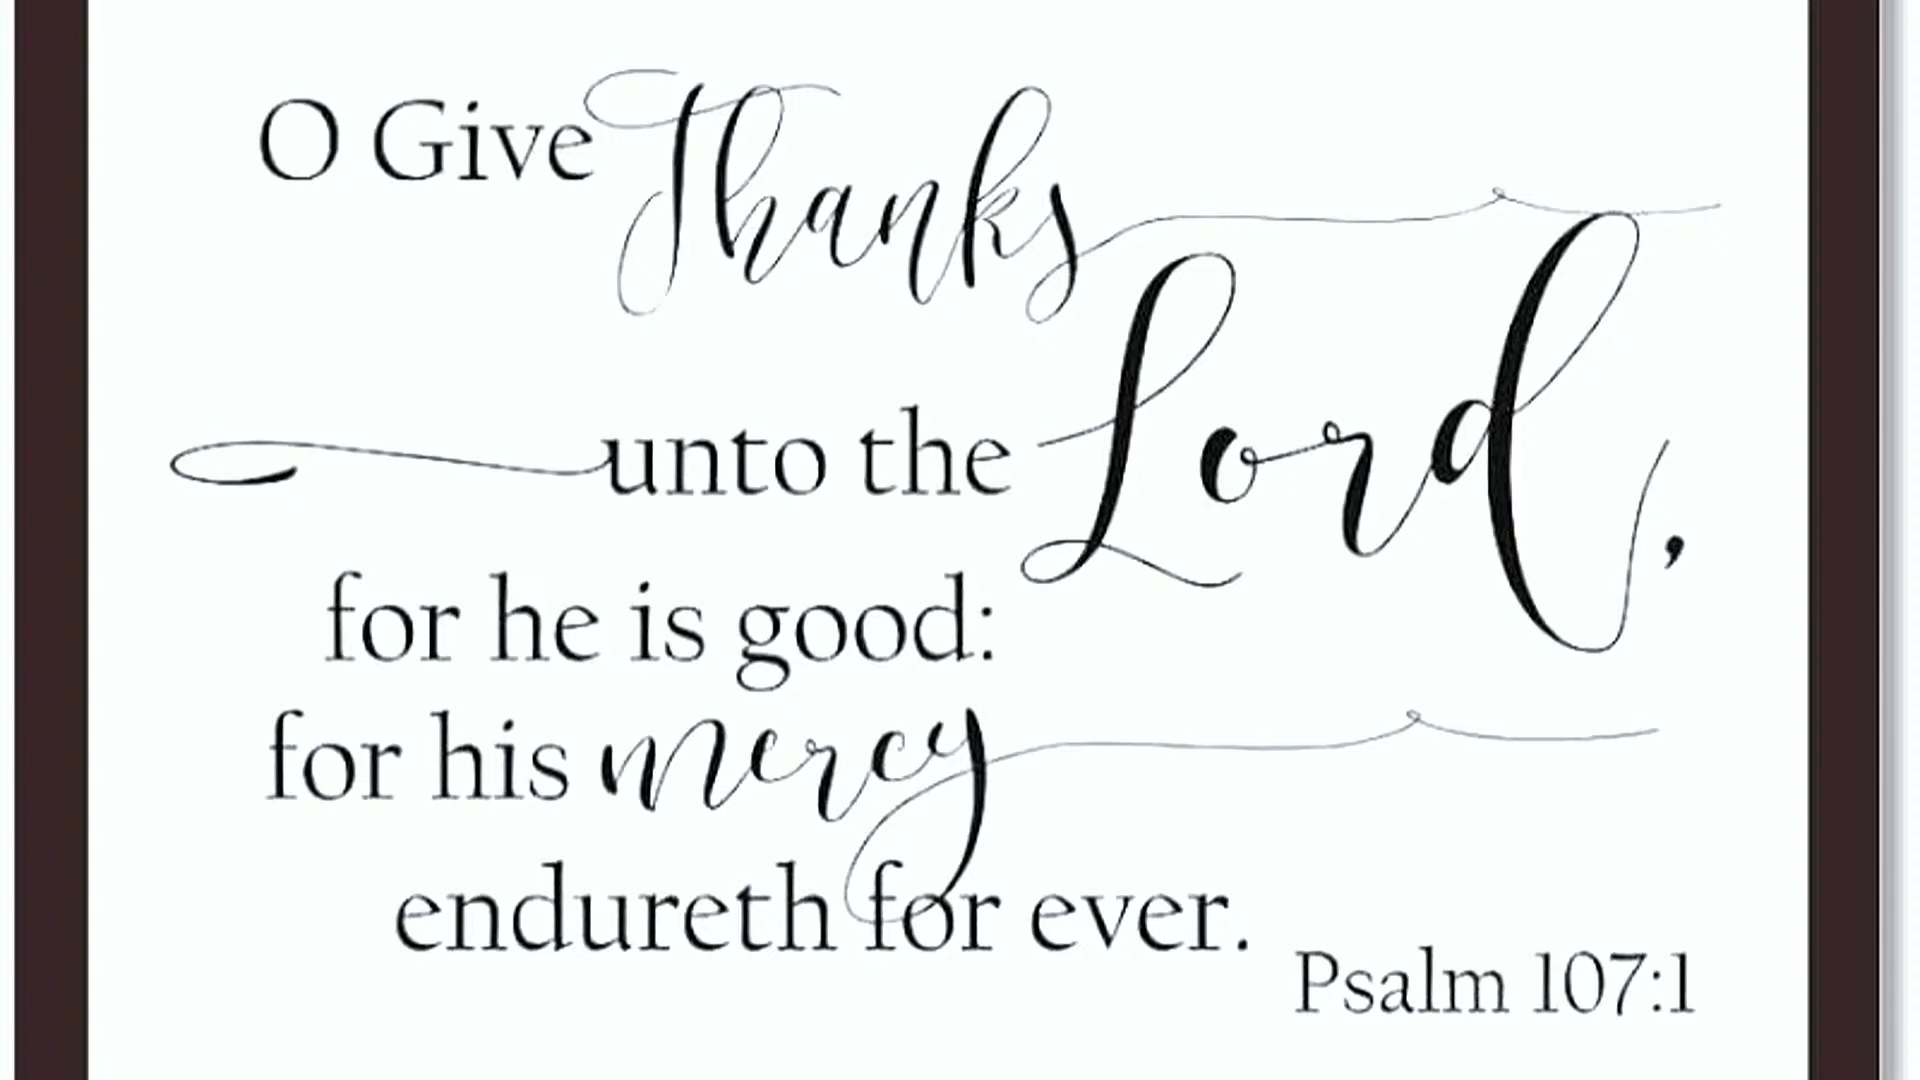 O Give Thanks
unto the Lord,
for he is good:
for his mercy
endureth for ever.
Psalm 107:1